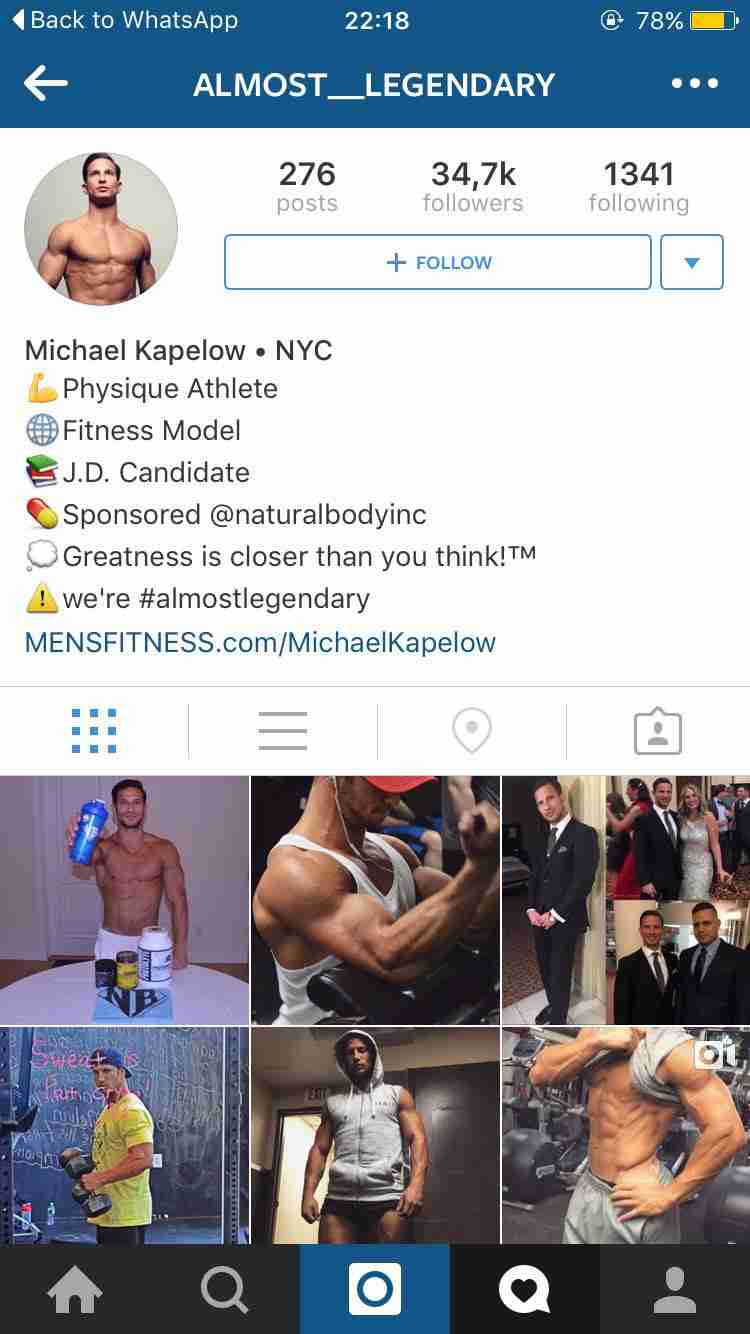 Back to WhatsApp 22:18 78%
ALMOST__LEGENDARY
276 34,7k 1341
posts followers following
+ FOLLOW
Michael Kapelow • NYC
💪Physique Athlete
🌐Fitness Model
📚J.D. Candidate
💊Sponsored @naturalbodyinc
💭Greatness is closer than you think!™
⚠️we're #almostlegendary
MENSFITNESS.com/MichaelKapelow
NB
EXIT
Sweat is